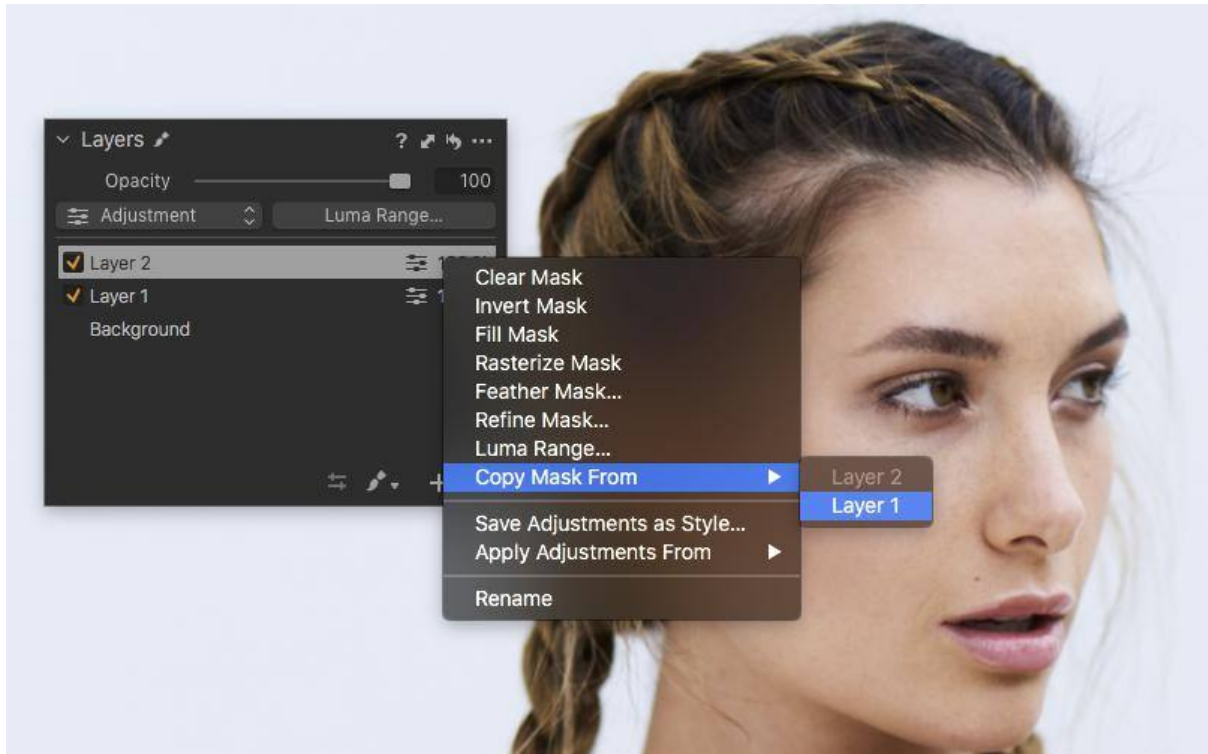 Layers ? ...
Opacity 100
Adjustment Luma Range...
Layer 2
Layer 1
Background
Clear Mask
Invert Mask
Fill Mask
Rasterize Mask
Feather Mask...
Refine Mask...
Luma Range...
Copy Mask From
Layer 2
Layer 1
Save Adjustments as Style...
Apply Adjustments From
Rename